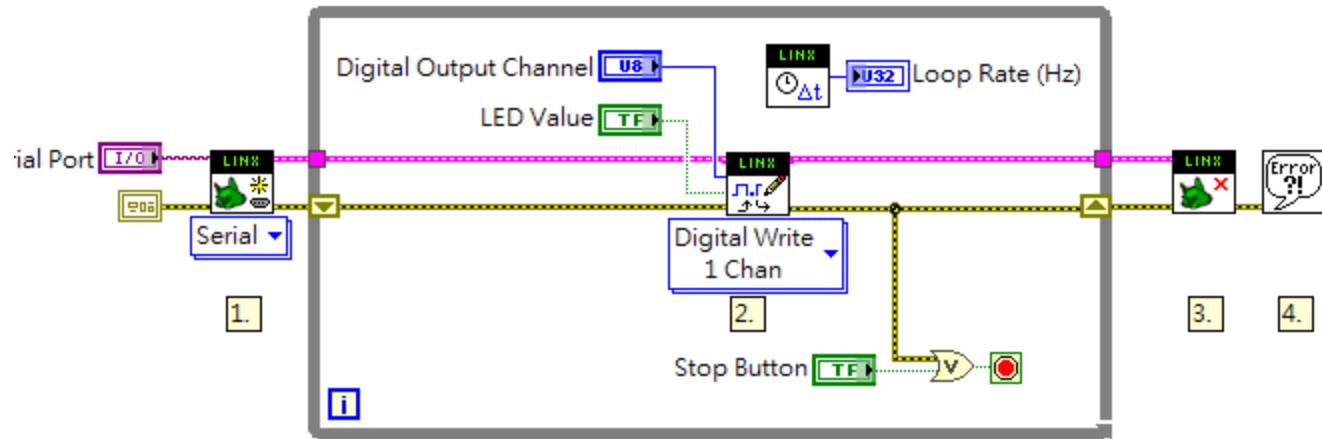 LINX
Digital Output Channel
U8
U32
Loop Rate (Hz)
Δt
LED Value
TF
ial Port
I/O
LINX
LINX
LINX
Error
?!
Serial
Digital Write
1 Chan
1.
2.
3.
4.
Stop Button
TF
V
i